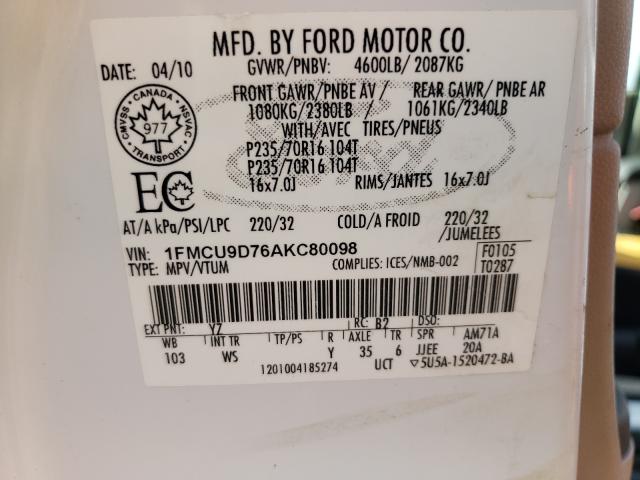 MFD. BY FORD MOTOR CO.
DATE: 04/10 GVWR/PNBV: 4600LB/ 2087KG
FRONT GAWR/ PNBE AV / REAR GAWR/ PNBE AR
1080KG/2380LB 1061KG/2340LB
WITH/AVEC TIRES/PNEUS
P235/70R16 104T
P235/70R16 104T
16x7.0J RIMS/JANTES 16x7.0J
CANADA
CMVSS NSVAC
977
TRANSPORT
EC
AT/A kPa/PSI/LPC 220/32 COLD/A FROID 220/32
/JUMELEES
VIN: 1FMCU9D76AKC80098 F0105
TYPE: MPV/VTUM COMPLIES: ICES/NMB-002 T0287
EXT PNT: Y7 RC: B2 DSO:
WB INT TR TP/PS R AXLE TR SPR AM71A
103 WS Y 35 6 JJEE 20A
1201004185274 UCT ▽5U5A-1520472-BA